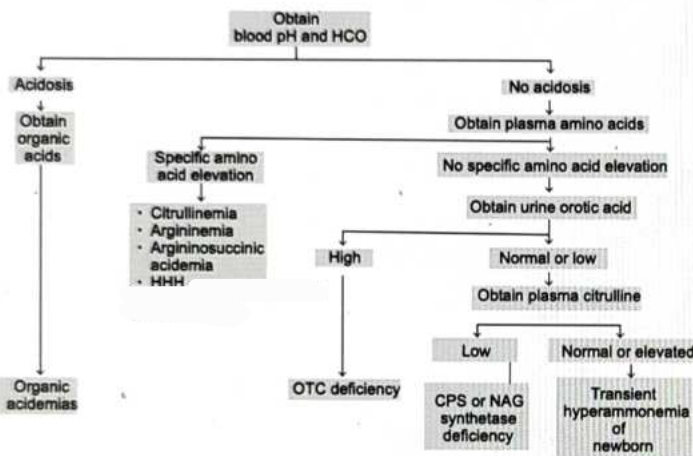 Obtain
blood pH and HCO
Acidosis
No acidosis
Obtain
organic
acids
Obtain plasma amino acids
Specific amino
acid elevation
No specific amino acid elevation
· Citrullinemia
· Argininemia
· Argininosuccinic
acidemia
· HHH
Obtain urine orotic acid
High
Normal or low
Obtain plasma citrulline
Low
Normal or elevated
Organic
acidemias
OTC deficiency
CPS or NAG
synthetase
deficiency
Transient
hyperammonemia
of
newborn